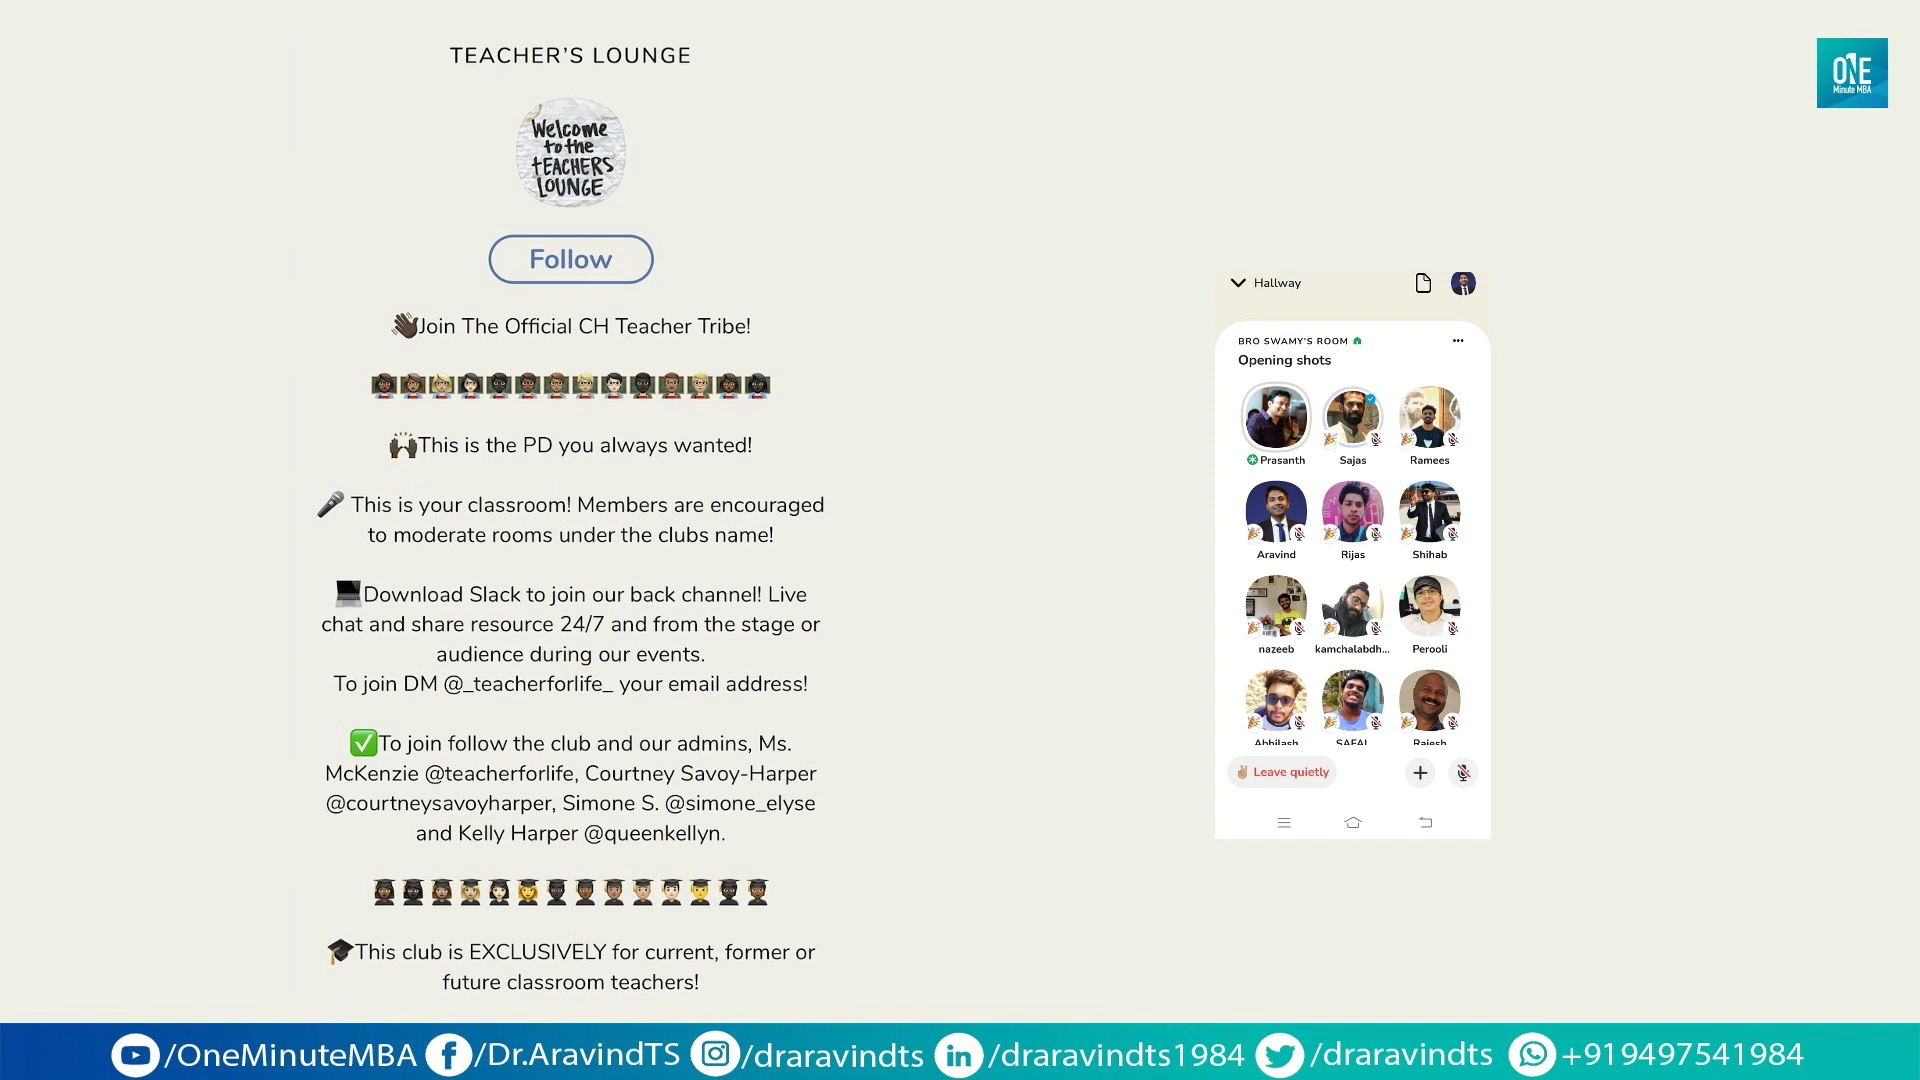 TEACHER’S LOUNGE
Welcome
to the
tEACHERS
LOUNGE
Follow
Join The Official CH Teacher Tribe!
This is the PD you always wanted!
This is your classroom! Members are encouraged
to moderate rooms under the clubs name!
Download Slack to join our back channel! Live
chat and share resource 24/7 and from the stage or
audience during our events.
To join DM @_teacherforlife_ your email address!
To join follow the club and our admins, Ms.
McKenzie @teacherforlife, Courtney Savoy-Harper
@courtneysavoyharper, Simone S. @simone_elyse
and Kelly Harper @queenkellyn.
This club is EXCLUSIVELY for current, former or
future classroom teachers!
ONE
Minute MBA
Hallway
BRO SWAMY'S ROOM
Opening shots
Prasanth Sajas Ramees
Aravind Rijas Shihab
nazeeb kamchalabdh... Perooli
Abhilash SAFAL Rajesh
Leave quietly
/OneMinuteMBA /Dr.AravindTS /draravindts /draravindts1984 /draravindts +919497541984